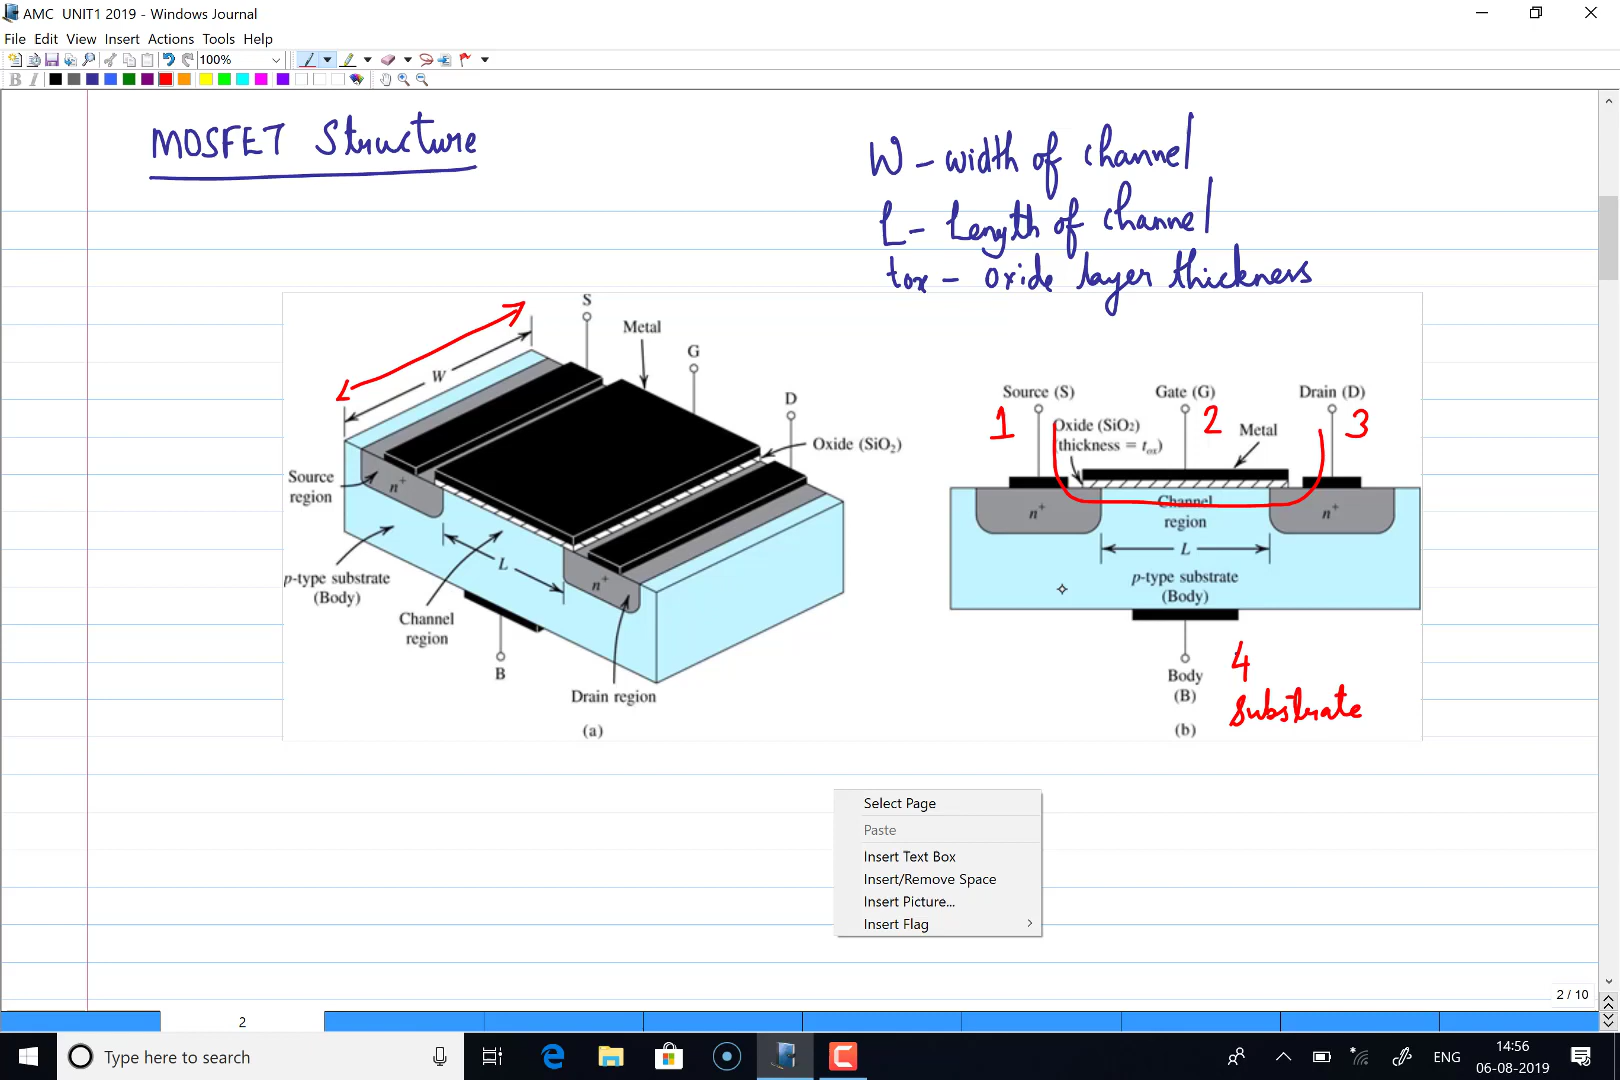 AMC UNIT1 2019 - Windows Journal
File Edit View Insert Actions Tools Help
100%
B I
MOSFET Structure
W - width of channel
L - Length of channel
tox - oxide layer thickness
S
Metal
G
W
D
Oxide (SiO2)
Source
region
n+
L
n+
p-type substrate
(Body)
Channel
region
B
Drain region
(a)
Source (S) Gate (G) Drain (D)
1 2 3
Oxide (SiO2)
(thickness = tox)
Metal
n+ Channel n+
region
L
p-type substrate
(Body)
Body
(B)
4
Substrate
(b)
Select Page
Paste
Insert Text Box
Insert/Remove Space
Insert Picture...
Insert Flag
2 / 10
2
Type here to search
ENG
14:56
06-08-2019